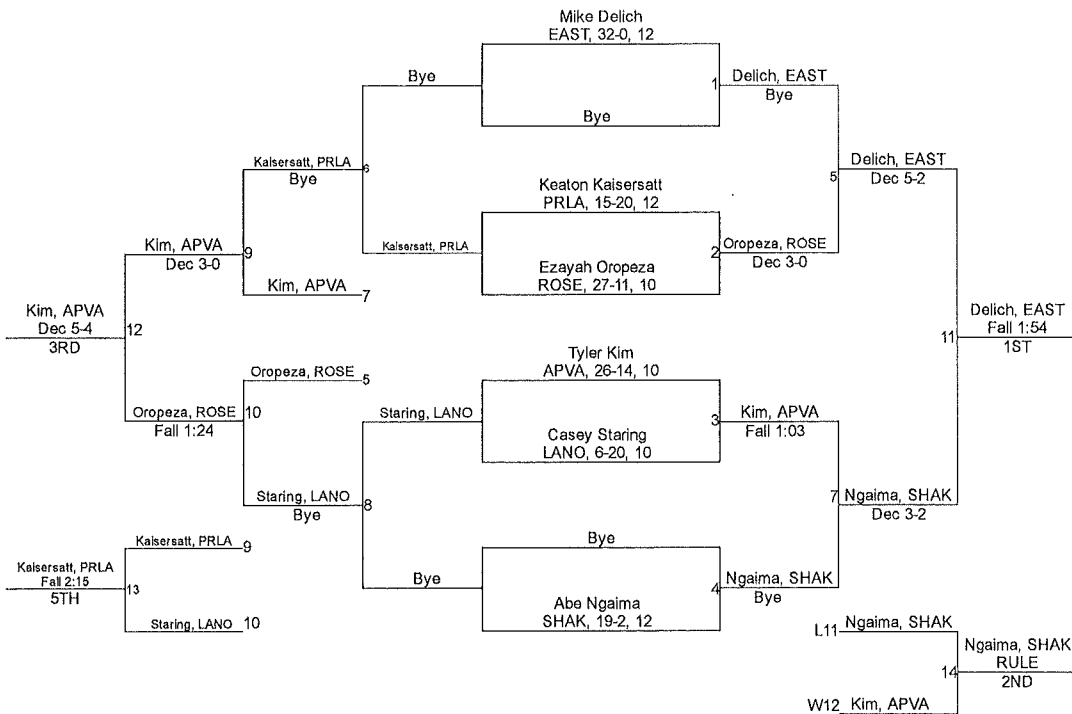 Mike Delich
EAST, 32-0, 12
Bye
1
Delich, EAST
Bye
Bye
Kaisersatt, PRLA
Bye
6
Delich, EAST
5
Dec 5-2
Keaton Kaisersatt
PRLA, 15-20, 12
Kim, APVA
9
Dec 3-0
Kaisersatt, PRLA
2
Oropeza, ROSE
Dec 3-0
Ezayah Oropeza
ROSE, 27-11, 10
Kim, APVA
7
Kim, APVA
Dec 5-4
12
3RD
Delich, EAST
Fall 1:54
11
1ST
Tyler Kim
APVA, 26-14, 10
Oropeza, ROSE
5
Oropeza, ROSE
10
Fall 1:24
Staring, LANO
3
Kim, APVA
Fall 1:03
Casey Staring
LANO, 6-20, 10
Staring, LANO
8
Bye
7
Ngaima, SHAK
Dec 3-2
Kaisersatt, PRLA
9
Bye
Kaisersatt, PRLA
Fall 2:15
13
5TH
Bye
4
Ngaima, SHAK
Bye
Abe Ngaima
SHAK, 19-2, 12
Staring, LANO
10
L11
Ngaima, SHAK
Ngaima, SHAK
RULE
14
2ND
W12
Kim, APVA